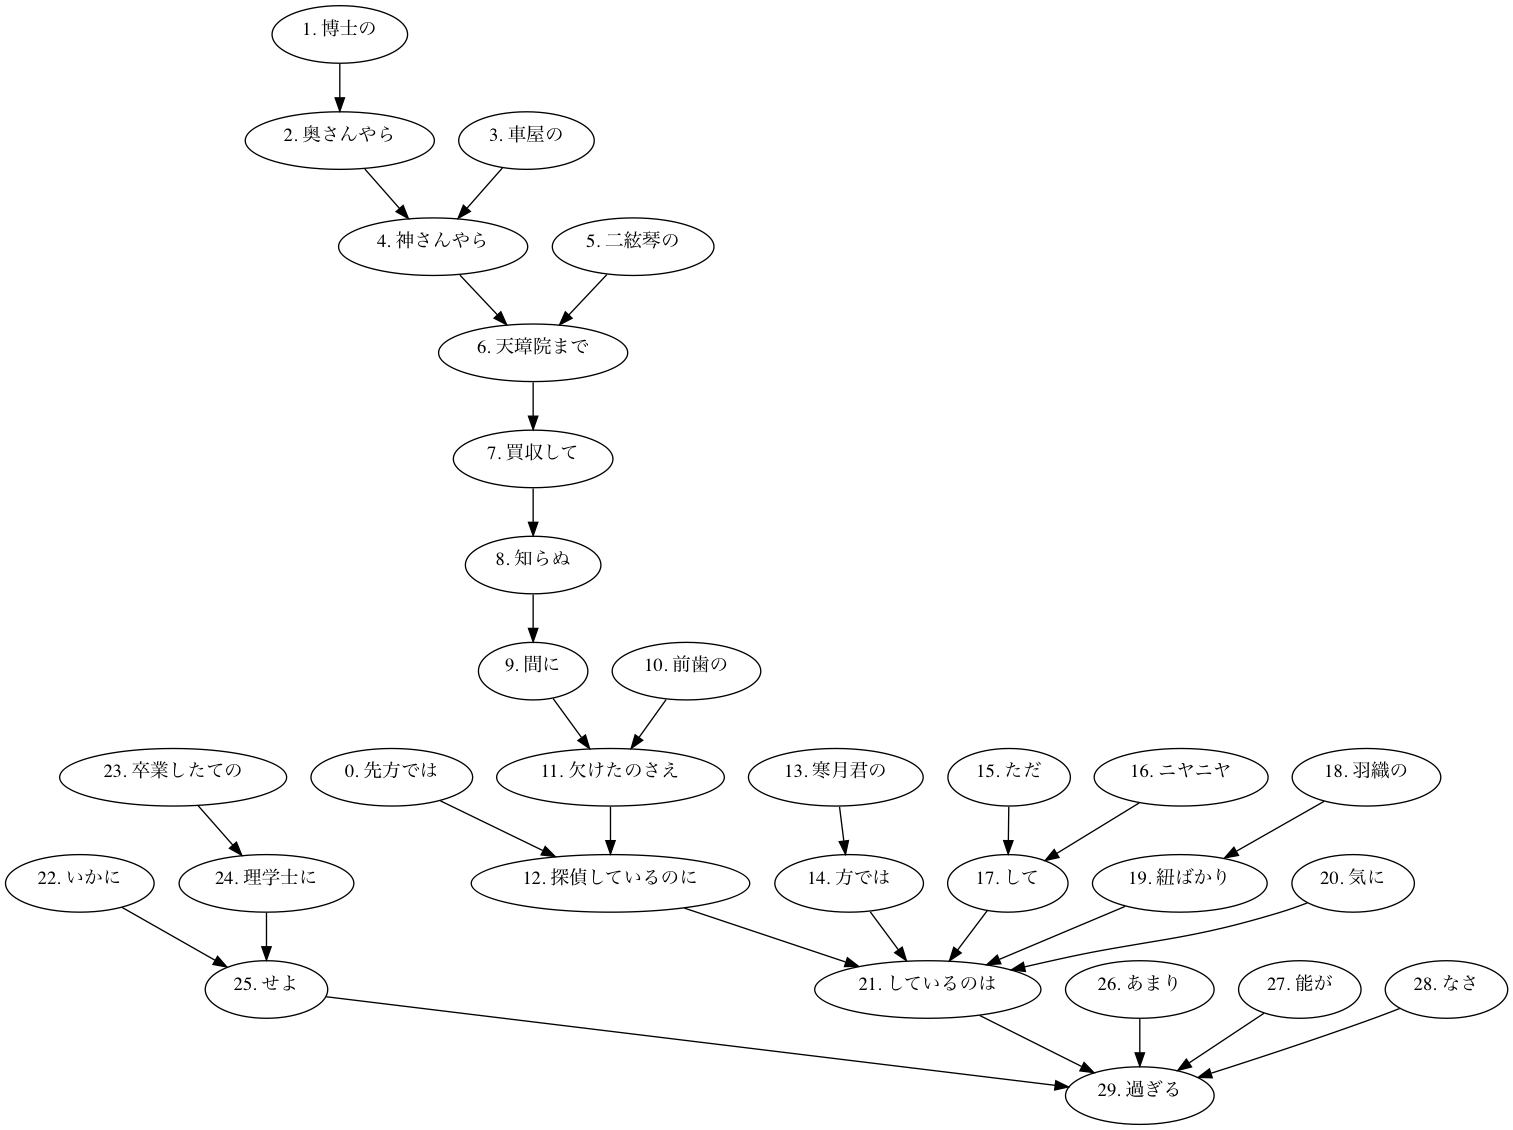 1. 博士の
2. 奥さんやら
3. 車屋の
4. 神さんやら
5. 二絃琴の
6. 天璋院まで
7. 買収して
8. 知らぬ
9. 間に
10. 前歯の
23. 卒業したての
0. 先方では
11. 欠けたのさえ
13. 寒月君の
15. ただ
16. ニヤニヤ
18. 羽織の
22. いかに
24. 理学士に
12. 探偵しているのに
14. 方では
17. して
19. 紐ばかり
20. 気に
25. せよ
21. しているのは
26. あまり
27. 能が
28. なさ
29. 過ぎる